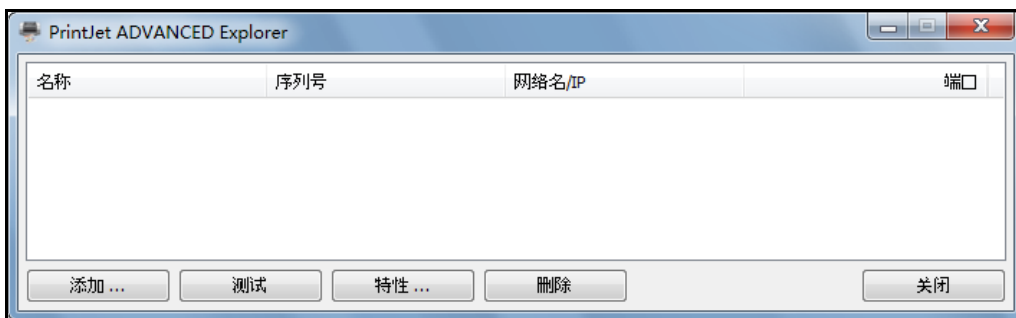 PrintJet ADVANCED Explorer
名称 序列号 网络名/IP 端口
添加 ... 测试 特性 ... 删除 关闭